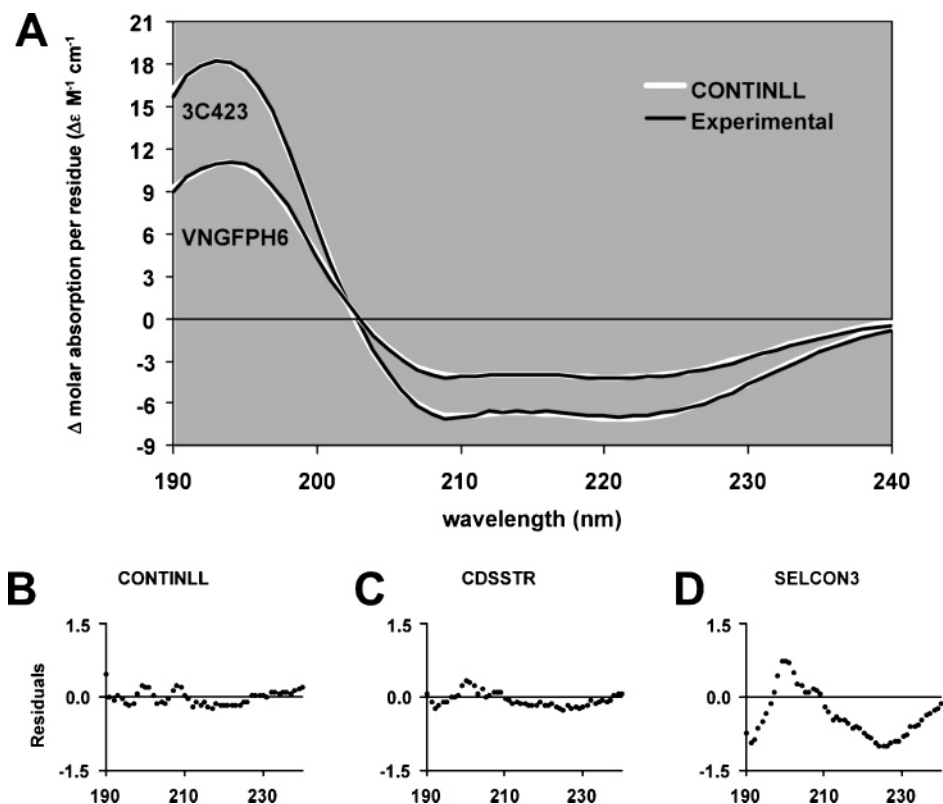 A
Δ molar absorption per residue (Δε M⁻¹ cm⁻¹)
21
18
15
12
9
6
3
0
-3
-6
-9
3C423
VNGFPH6
CONTINLL
Experimental
190 200 210 220 230 240
wavelength (nm)
B CONTINLL
C CDSSTR
D SELCON3
Residuals
1.5
0.0
-1.5
190 210 230
1.5
0.0
-1.5
190 210 230
1.5
0.0
-1.5
190 210 230